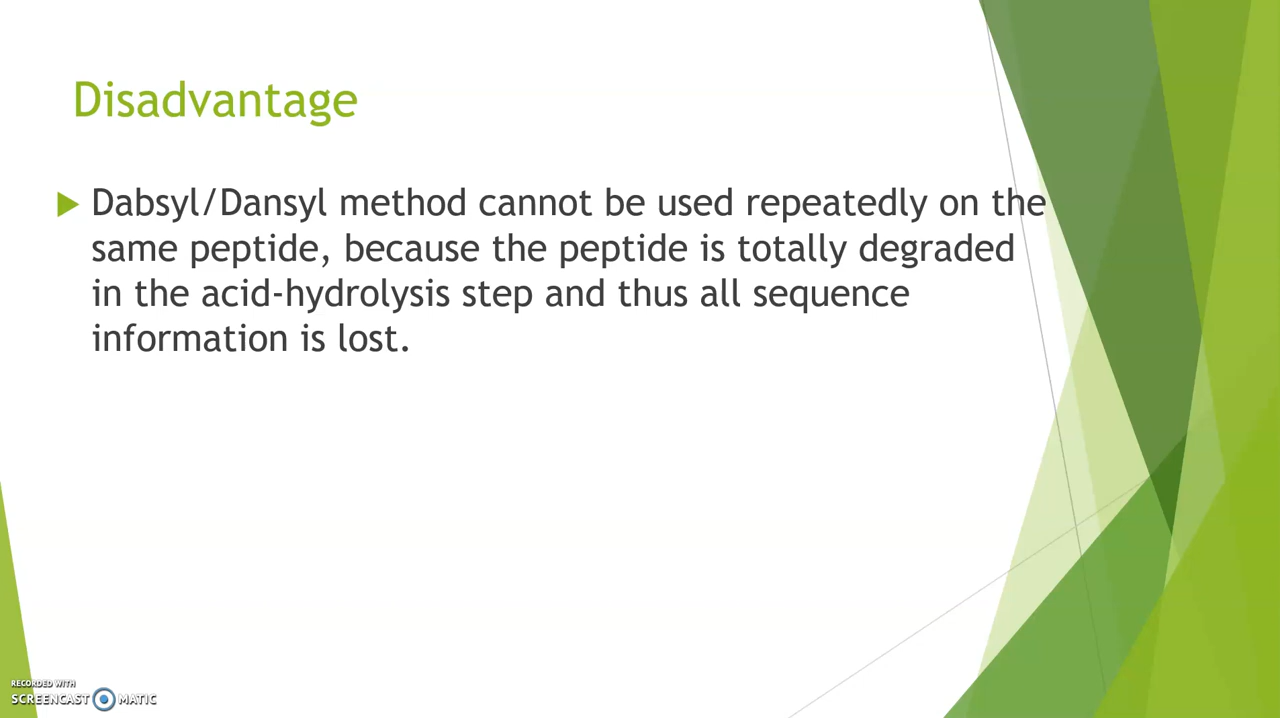 Disadvantage
Dabsyl/Dansyl method cannot be used repeatedly on the
same peptide, because the peptide is totally degraded
in the acid-hydrolysis step and thus all sequence
information is lost.
RECORDED WITH
SCREENCAST MATIC